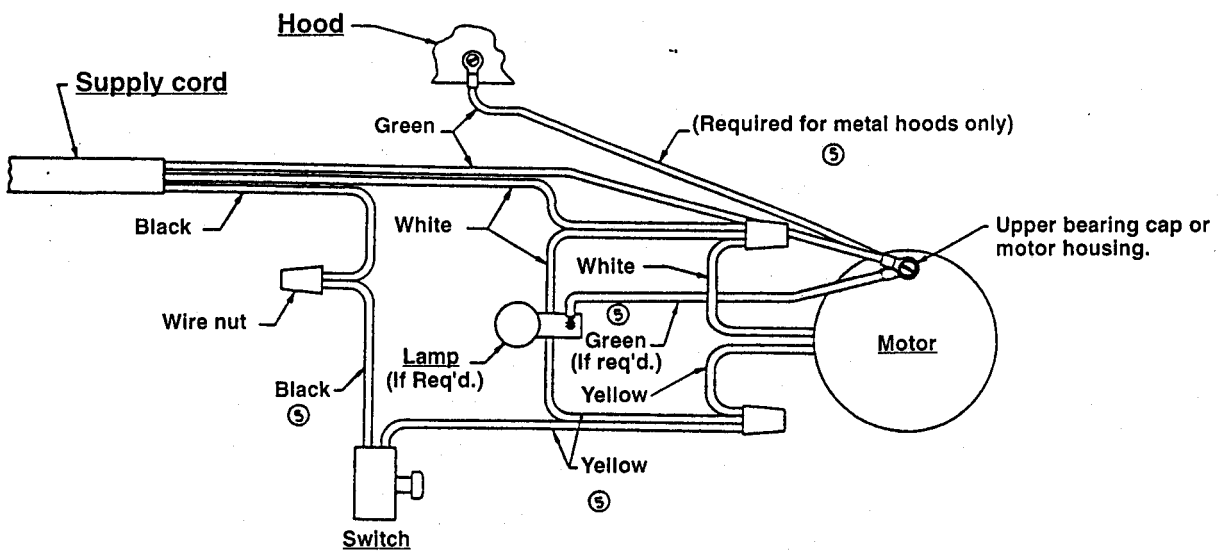 Hood
Supply cord
Green
(Required for metal hoods only)
⑤
Black
White
Upper bearing cap or
motor housing.
White
Wire nut
⑤
Green
(If req'd.)
Lamp
(If Req'd.)
Motor
Black
⑤
Yellow
Yellow
⑤
Switch